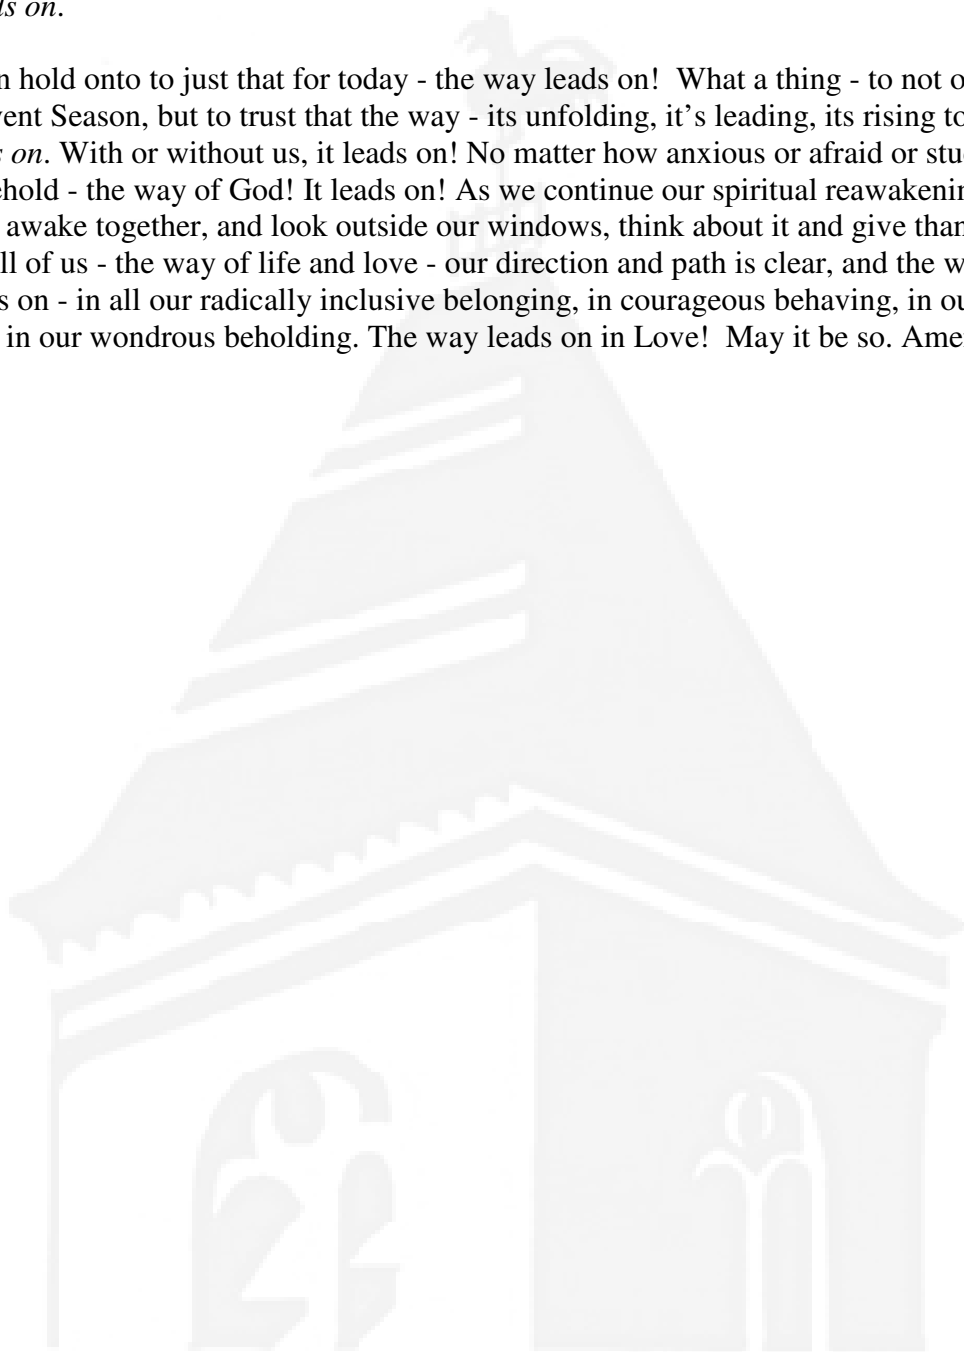 ds on.
n hold onto to just that for today - the way leads on! What a thing - to not o
vent Season, but to trust that the way - its unfolding, it’s leading, its rising to
s on. With or without us, it leads on! No matter how anxious or afraid or stu
ehold - the way of God! It leads on! As we continue our spiritual reawakenin
awake together, and look outside our windows, think about it and give than
ll of us - the way of life and love - our direction and path is clear, and the w
s on - in all our radically inclusive belonging, in courageous behaving, in ou
in our wondrous beholding. The way leads on in Love! May it be so. Ame